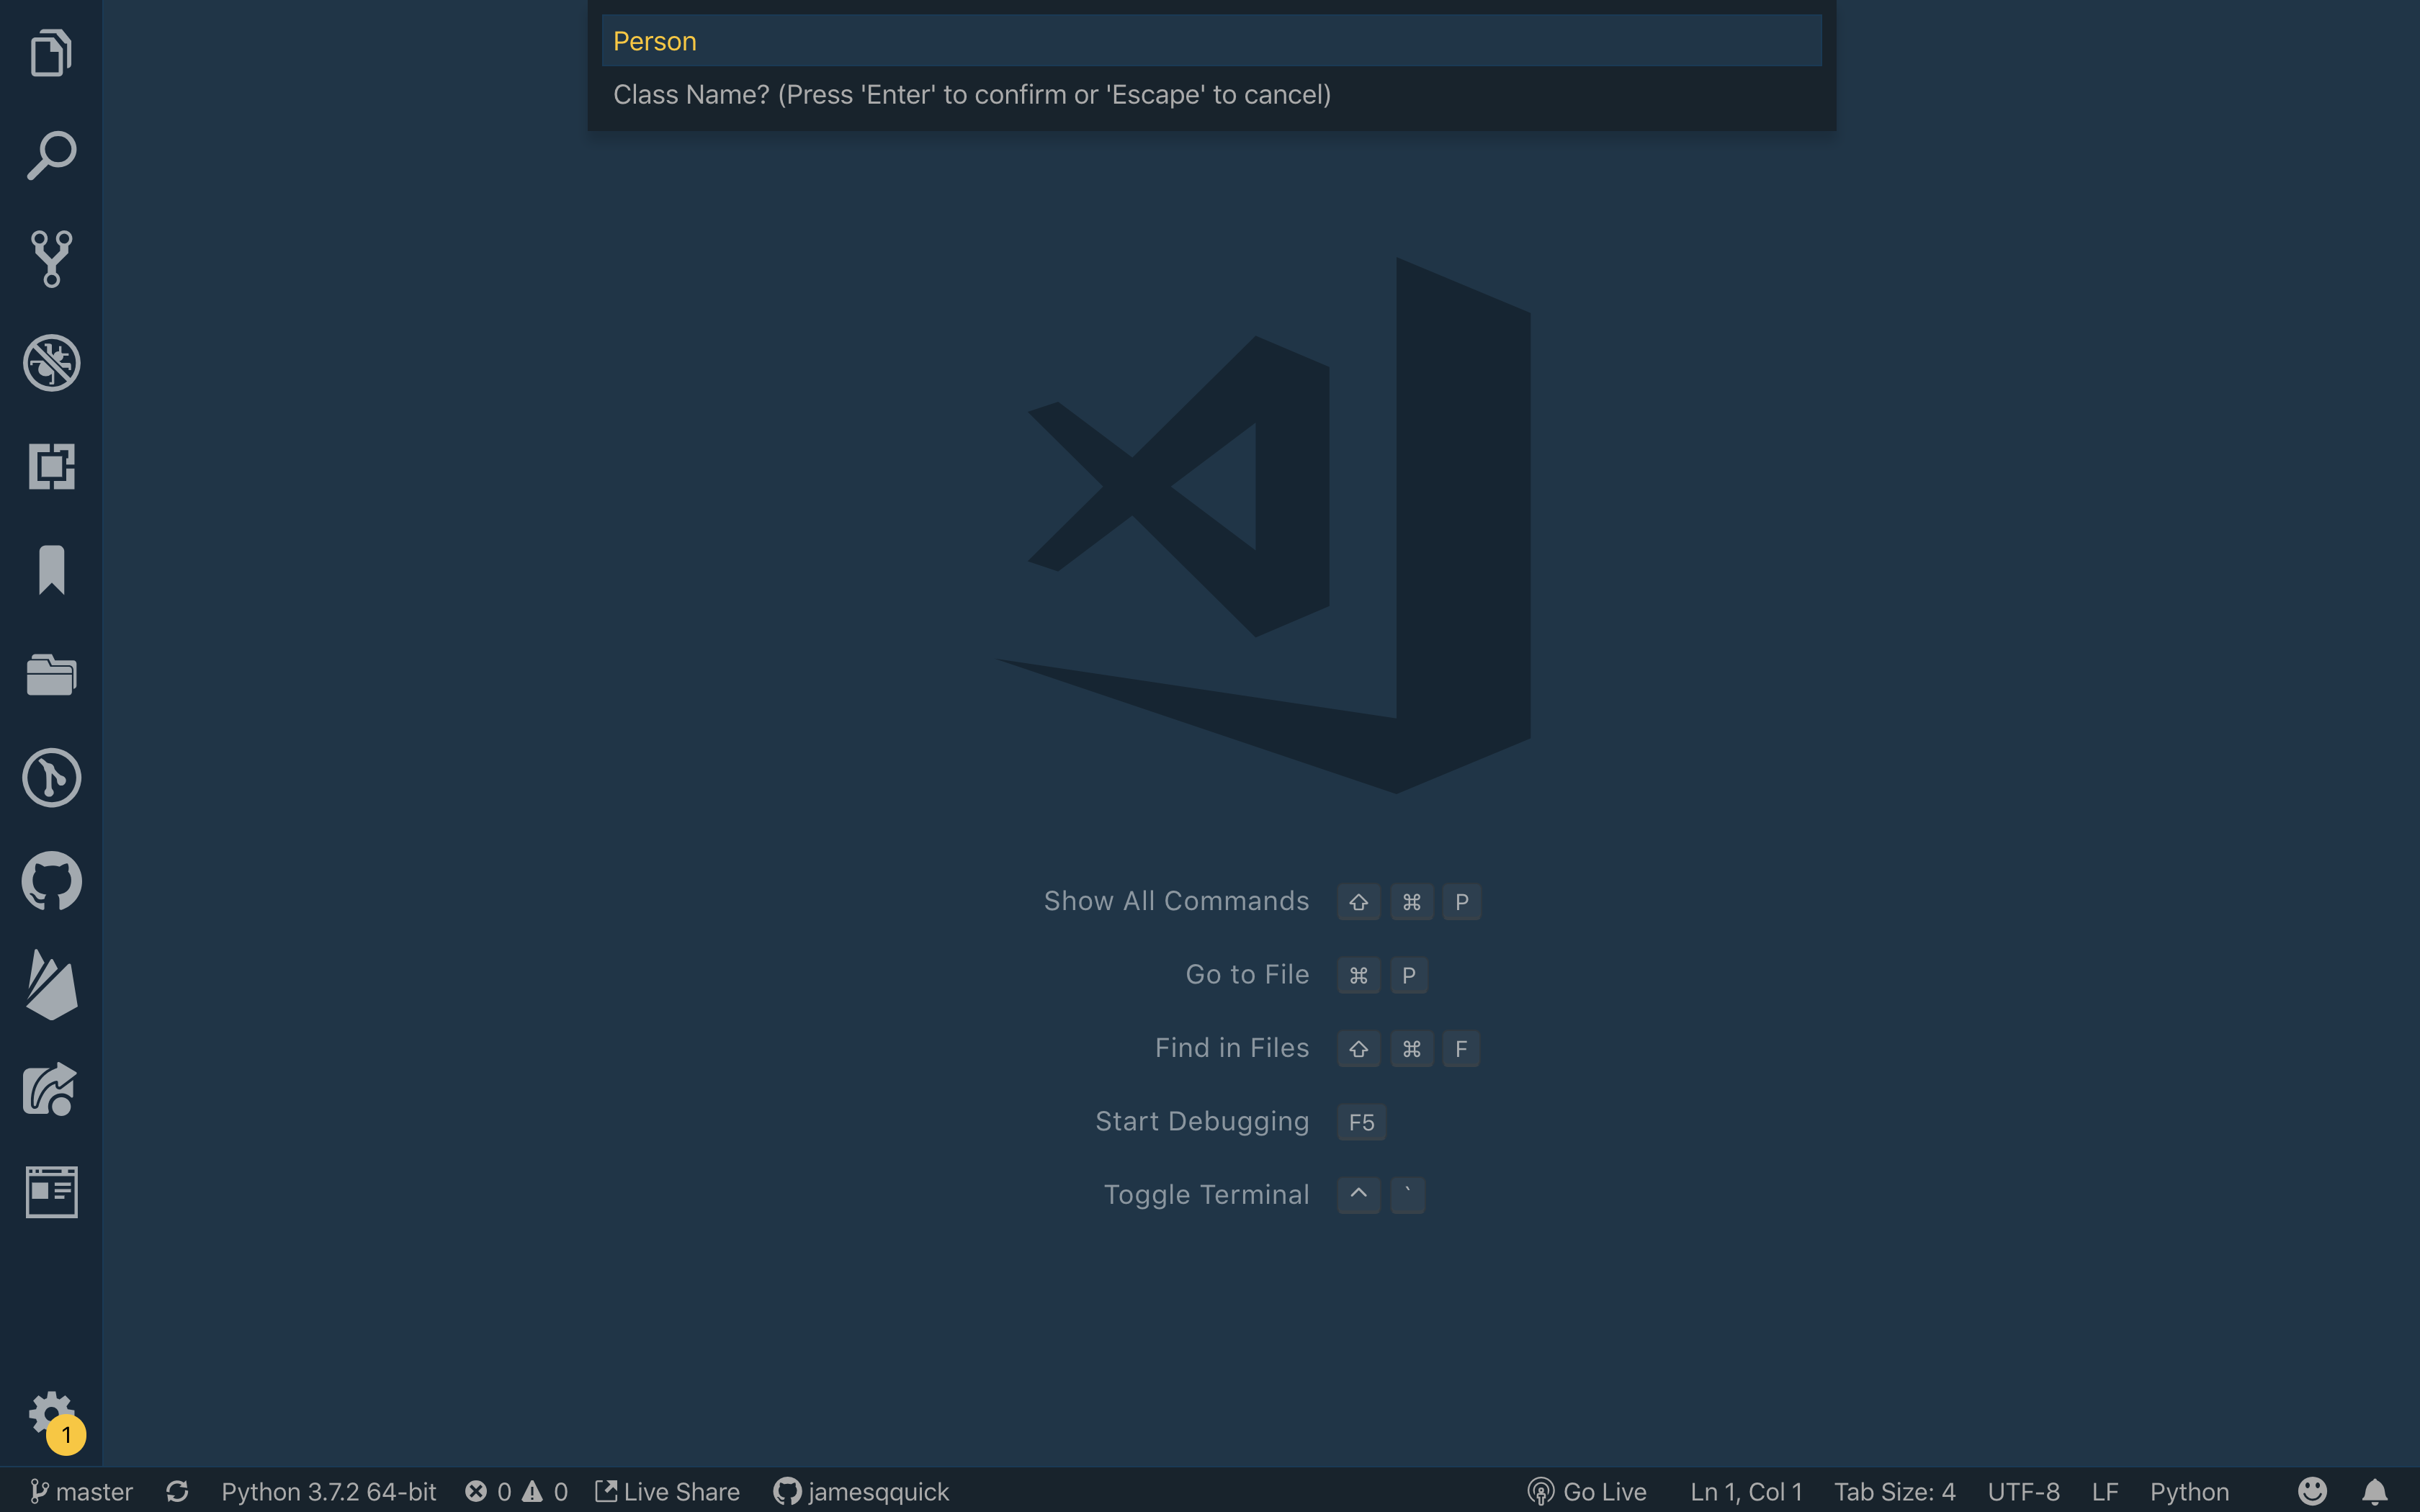 Person
Class Name? (Press 'Enter' to confirm or 'Escape' to cancel)
Show All Commands ⇧ ⌘ P
Go to File ⌘ P
Find in Files ⇧ ⌘ F
Start Debugging F5
Toggle Terminal ^ `
1
master Python 3.7.2 64-bit 0 0 Live Share jamesqquick Go Live Ln 1, Col 1 Tab Size: 4 UTF-8 LF Python